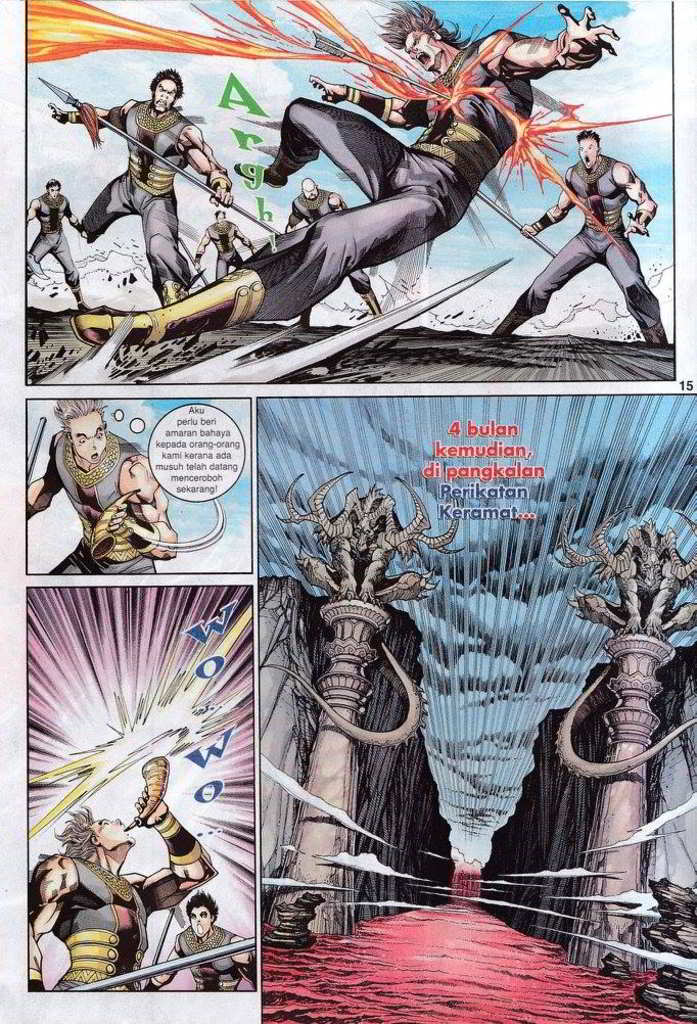 Argh!
15
Aku
perlu beri
amaran bahaya
kepada orang-orang
kami kerana ada
musuh telah datang
menceroboh
sekarang!
4 bulan
kemudian,
di pangkalan
Perikatan
Keramat...
WO...
WO...